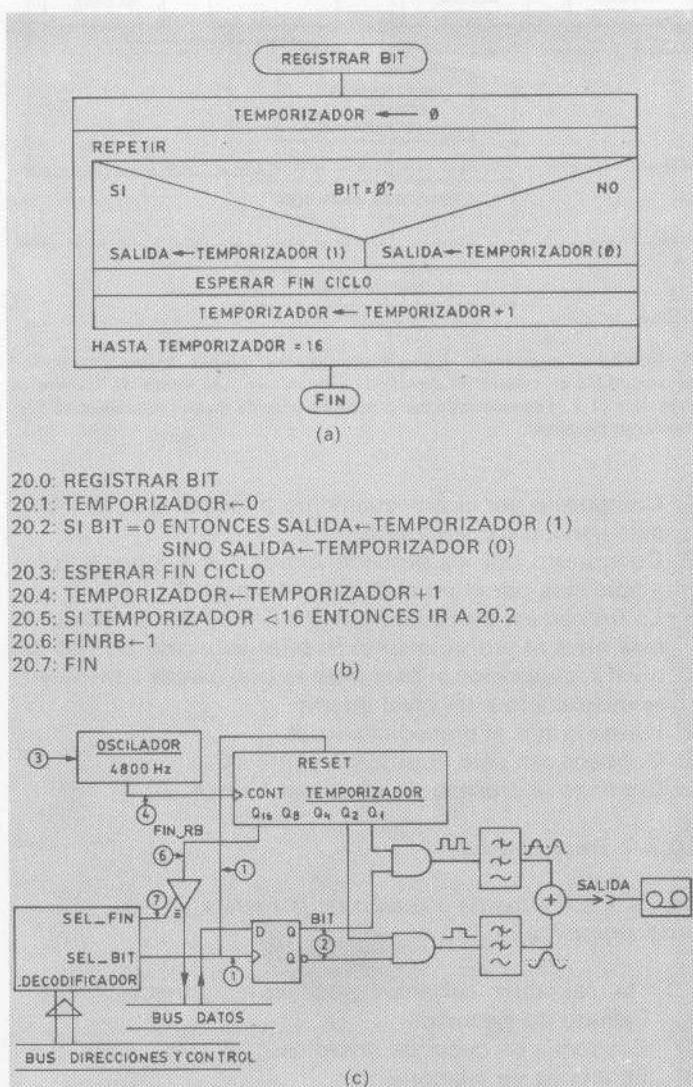 REGISTRAR BIT
TEMPORIZADOR ← Ø
REPETIR
SI BIT = Ø? NO
SALIDA ← TEMPORIZADOR (1) SALIDA ← TEMPORIZADOR (Ø)
ESPERAR FIN CICLO
TEMPORIZADOR ← TEMPORIZADOR + 1
HASTA TEMPORIZADOR = 16
FIN
(a)
20.0: REGISTRAR BIT
20.1: TEMPORIZADOR←0
20.2: SI BIT=0 ENTONCES SALIDA←TEMPORIZADOR (1)
SINO SALIDA←TEMPORIZADOR (0)
20.3: ESPERAR FIN CICLO
20.4: TEMPORIZADOR←TEMPORIZADOR+1
20.5: SI TEMPORIZADOR <16 ENTONCES IR A 20.2
20.6: FINRB←1
20.7: FIN
(b)
3 OSCILADOR
4800 Hz
4
RESET
CONT TEMPORIZADOR
Q16 Q8 Q4 Q2 Q1
FIN_RB
6
1
7
SEL_FIN
SEL_BIT
DECODIFICADOR
1
D Q
Q
BIT
2
+
SALIDA
BUS DATOS
BUS DIRECCIONES Y CONTROL
(c)